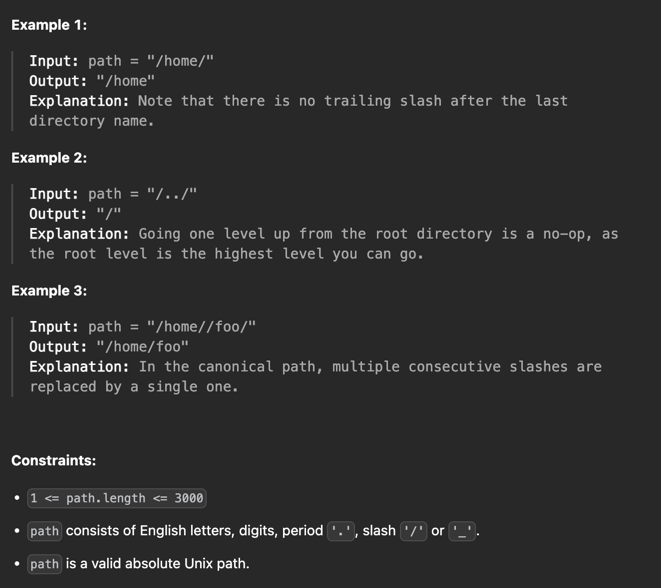 Example 1:
Input: path = "/home/"
Output: "/home"
Explanation: Note that there is no trailing slash after the last
directory name.
Example 2:
Input: path = "/../"
Output: "/"
Explanation: Going one level up from the root directory is a no-op, as
the root level is the highest level you can go.
Example 3:
Input: path = "/home//foo/"
Output: "/home/foo"
Explanation: In the canonical path, multiple consecutive slashes are
replaced by a single one.
Constraints:
• 1 <= path.length <= 3000
• path consists of English letters, digits, period '.', slash '/' or '_'.
• path is a valid absolute Unix path.